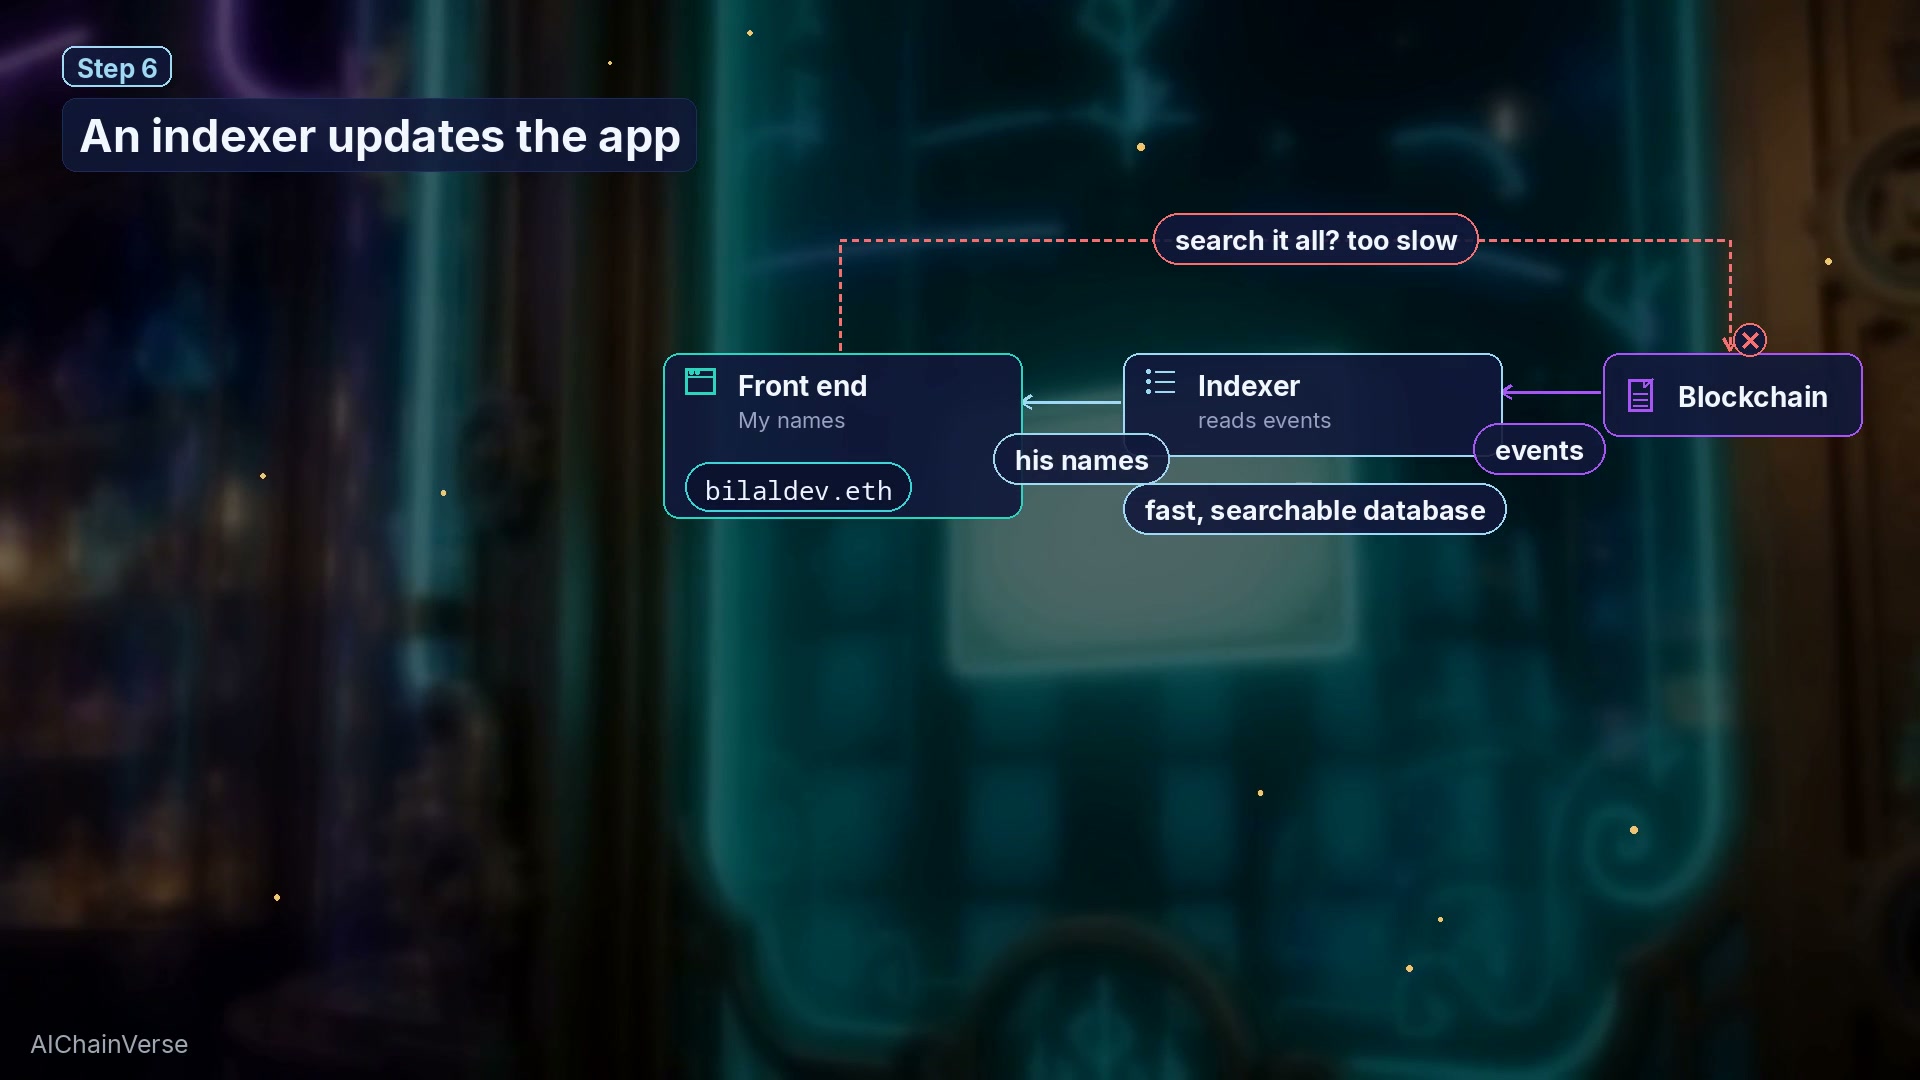 Step 6
An indexer updates the app
search it all? too slow
Front end
My names
bilaldev.eth
his names
Indexer
reads events
fast, searchable database
events
Blockchain
AIChainVerse